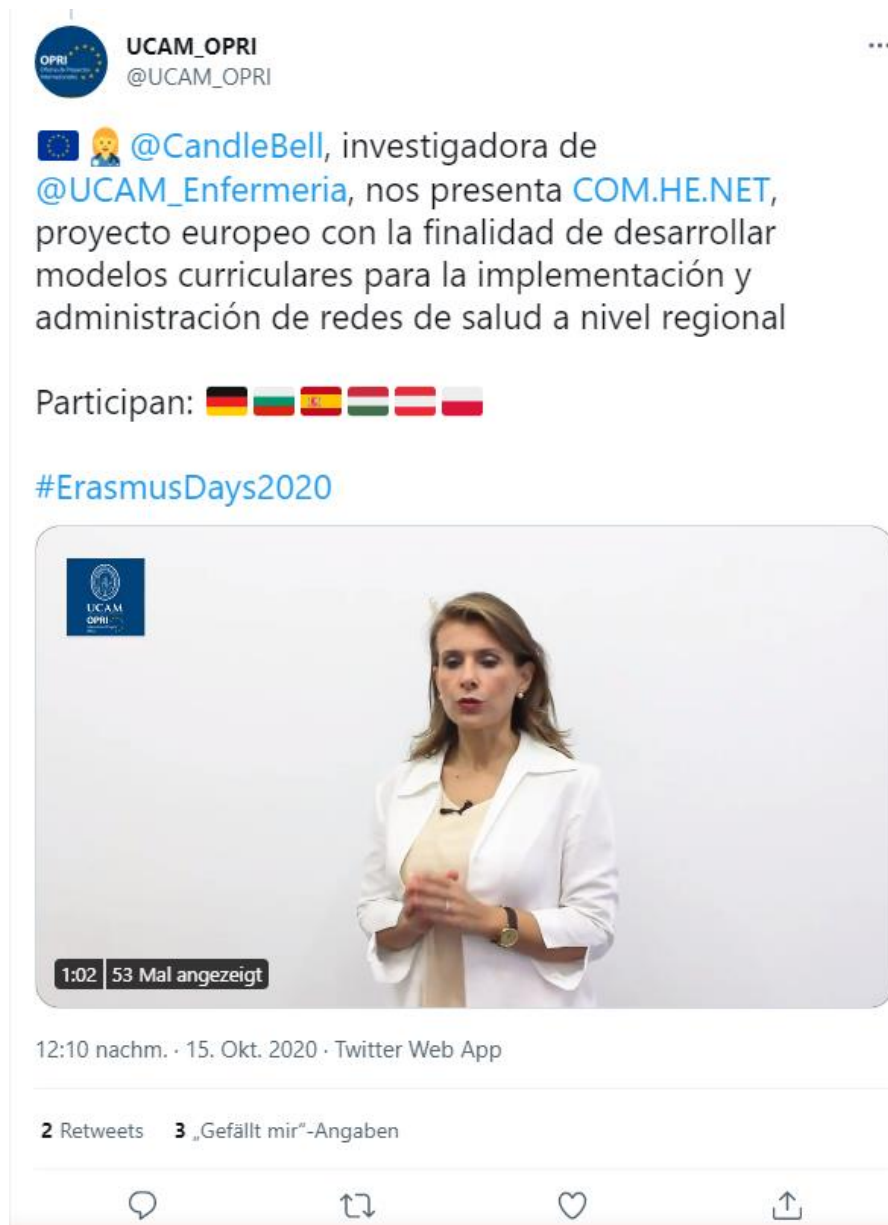 UCAM_OPRI
@UCAM_OPRI
@CandleBell, investigadora de
@UCAM_Enfermeria, nos presenta COM.HE.NET,
proyecto europeo con la finalidad de desarrollar
modelos curriculares para la implementación y
administración de redes de salud a nivel regional
Participan:
#ErasmusDays2020
UCAM
OPRI
1:02 53 Mal angezeigt
12:10 nachm. · 15. Okt. 2020 · Twitter Web App
2 Retweets 3 „Gefällt mir“-Angaben